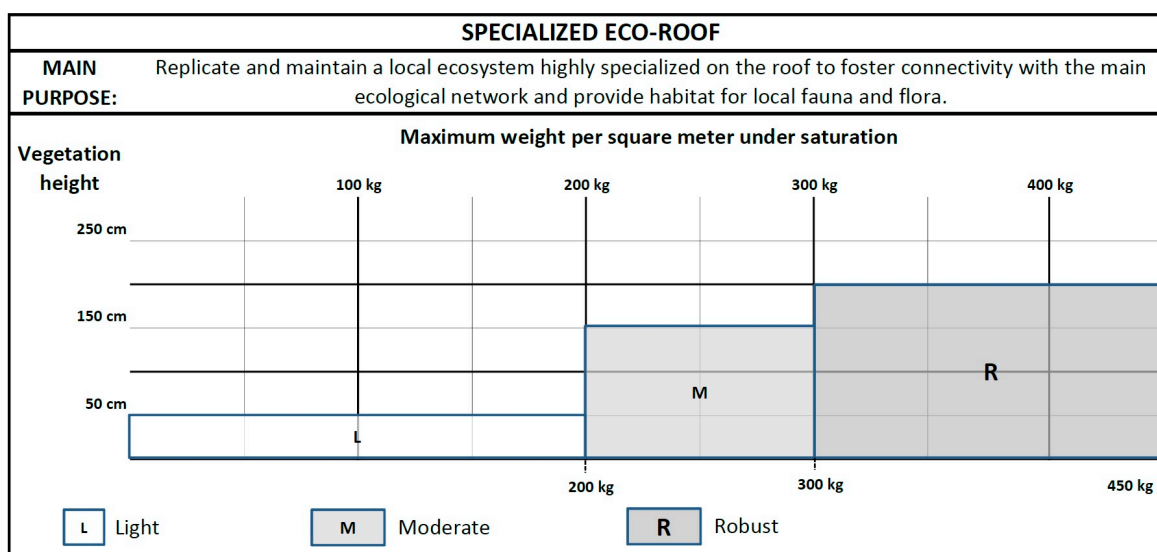 SPECIALIZED ECO-ROOF
MAIN PURPOSE:
Replicate and maintain a local ecosystem highly specialized on the roof to foster connectivity with the main
ecological network and provide habitat for local fauna and flora.
Maximum weight per square meter under saturation
Vegetation
height
100 kg 200 kg 300 kg 400 kg
250 cm
150 cm
50 cm
L
M
R
200 kg 300 kg 450 kg
L Light M Moderate R Robust